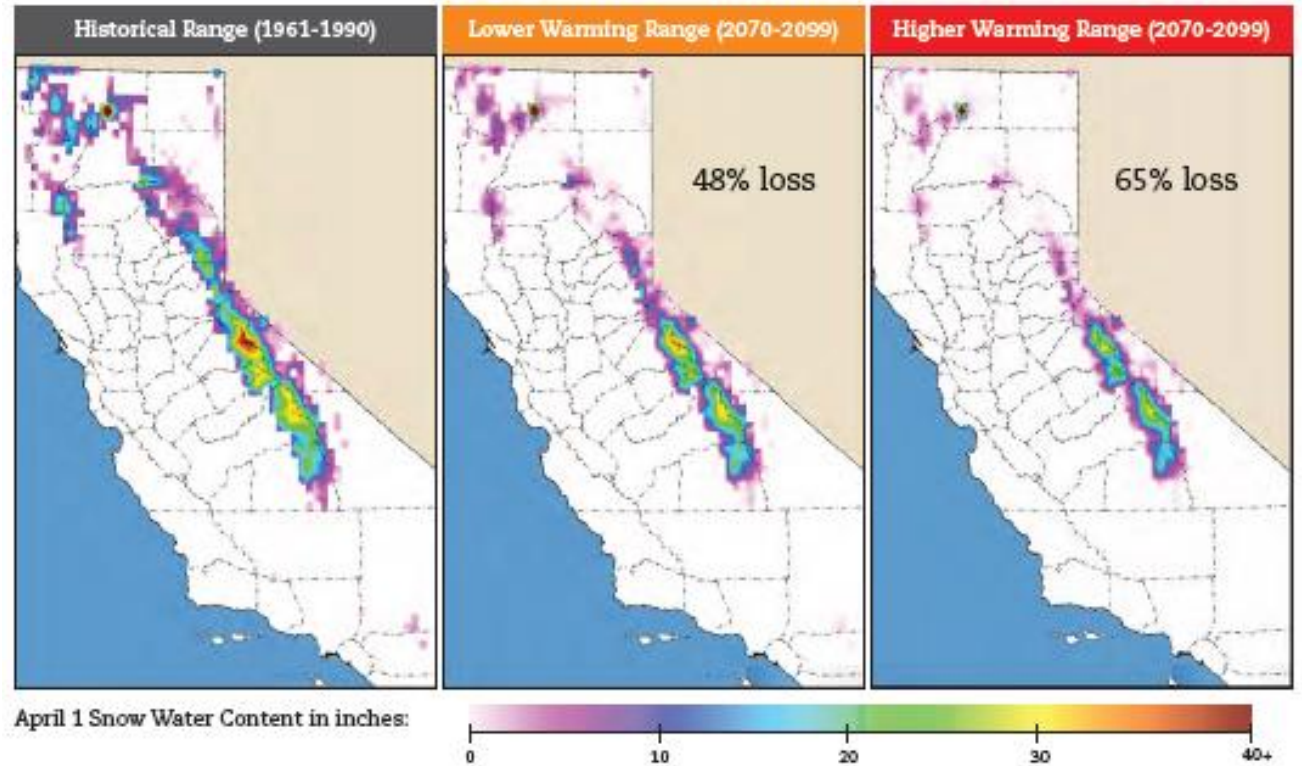 Historical Range (1961-1990)
Lower Warming Range (2070-2099)
Higher Warming Range (2070-2099)
48% loss
65% loss
April 1 Snow Water Content in inches:
0
10
20
30
40+